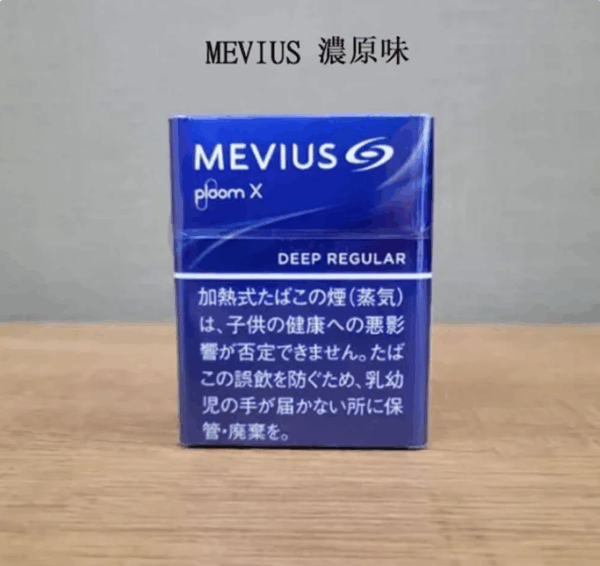 MEVIUS 濃原味
MEVIUS
ploom X
DEEP REGULAR
加熱式たばこの煙(蒸気)
は、子供の健康への悪影
響が否定できません。たば
この誤飲を防ぐため、乳幼
児の手が届かない所に保
管・廃棄を。